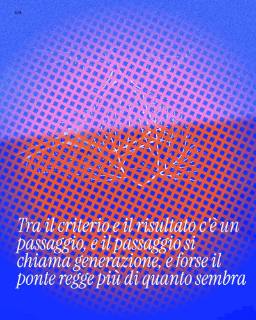 Tra il criterio e il risultato c'è un
passaggio, e il passaggio si
chiama generazione, e forse il
ponte regge più di quanto sembra